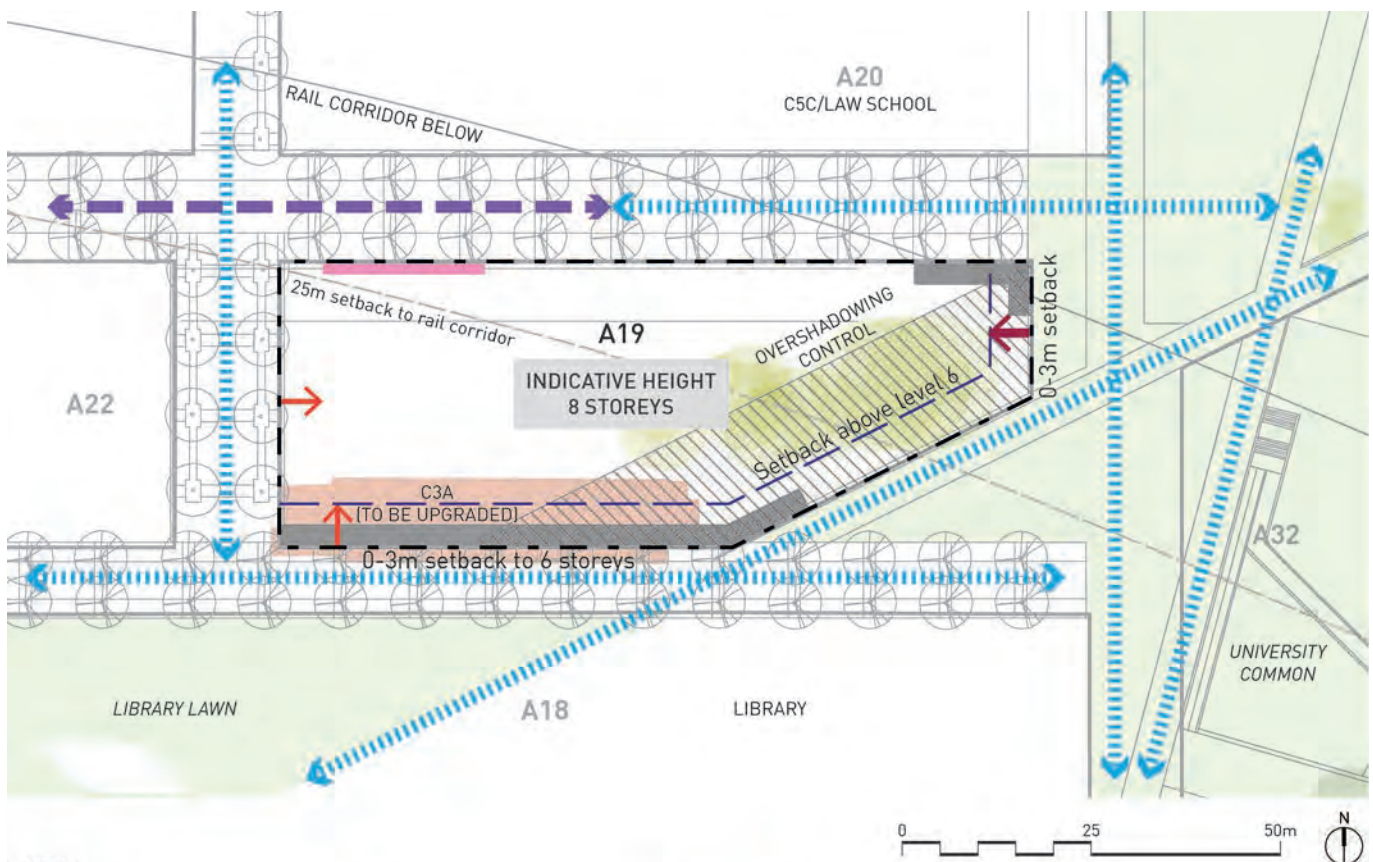 A20
C5C/LAW SCHOOL
RAIL CORRIDOR BELOW
25m setback to rail corridor
A19
OVERSHADOWING
CONTROL
0-3m setback
INDICATIVE HEIGHT
8 STOREYS
A22
Setback above level 6
C3A
[TO BE UPGRADED]
0-3m setback to 6 storeys
A32
UNIVERSITY
COMMON
LIBRARY LAWN
A18
LIBRARY
0
25
50m
N